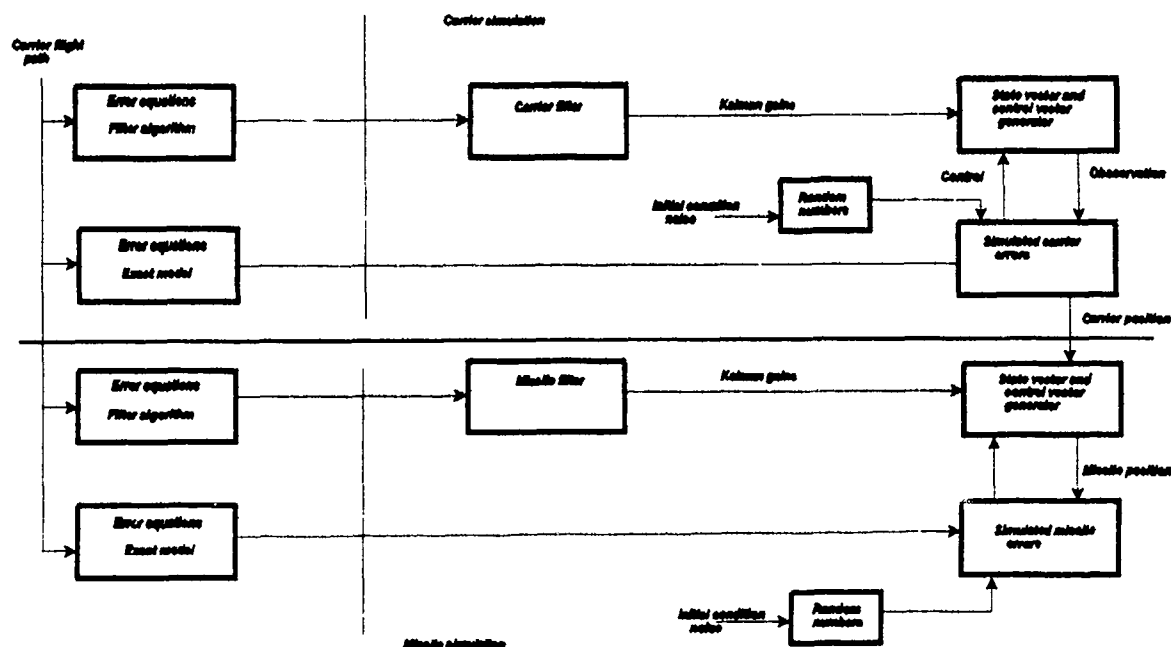 Carrier simulation
Carrier flight
path
Error equations
Filter algorithm
Carrier filter
Kalman gains
State vector and
control vector
generator
Control
Observation
Initial condition
noise
Random
numbers
Error equations
Exact model
Simulated carrier
errors
Carrier position
Error equations
Filter algorithm
Missile filter
Kalman gains
State vector and
control vector
generator
Missile position
Error equations
Exact model
Simulated missile
errors
Initial condition
noise
Random
numbers
Missile simulation